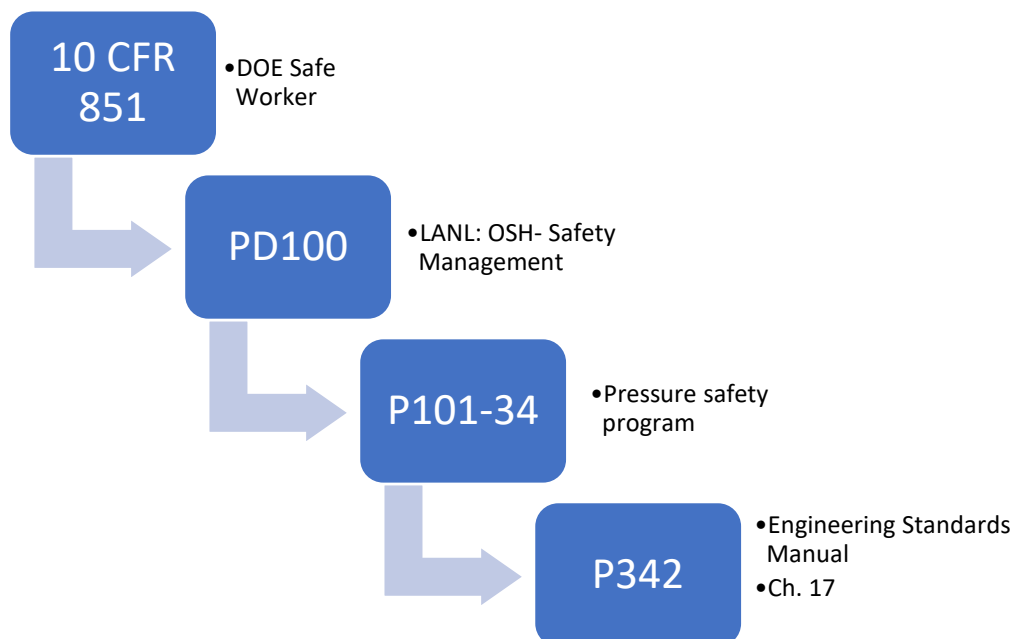 10 CFR
851
•DOE Safe
Worker
PD100
•LANL: OSH- Safety
Management
P101-34
•Pressure safety
program
P342
•Engineering Standards
Manual
•Ch. 17